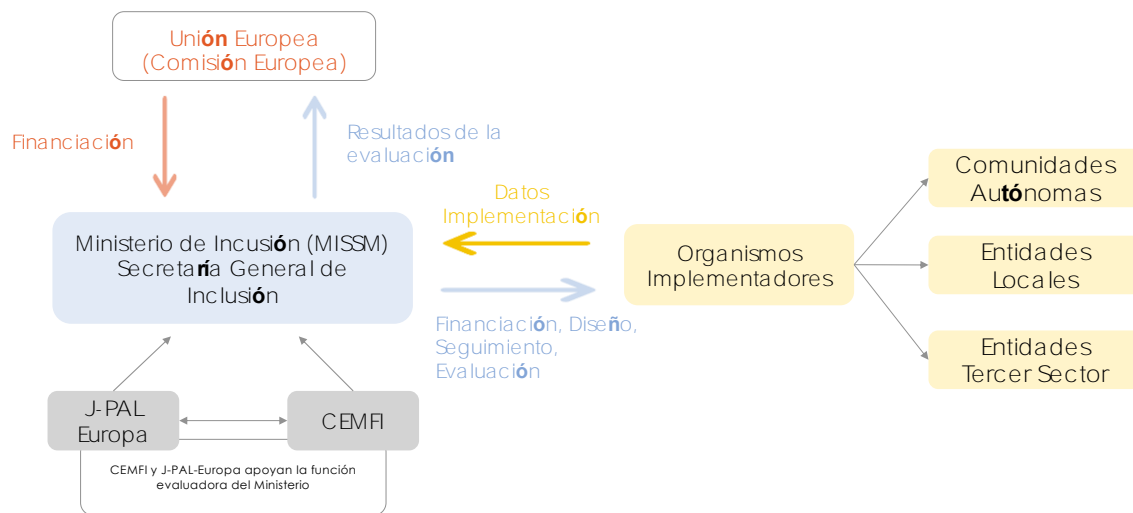 Unión Europea
(Comisión Europea)
Financiación
Resultados de la
evaluación
Datos
Implementación
Ministerio de Incusión (MISSM)
Secretaría General de
Inclusión
Organismos
Implementadores
Comunidades
Autónomas
Entidades
Locales
Entidades
Tercer Sector
Financiación, Diseño,
Seguimiento,
Evaluación
J-PAL
Europa
CEMFI
CEMFI y J-PAL-Europa apoyan la función
evaluadora del Ministerio